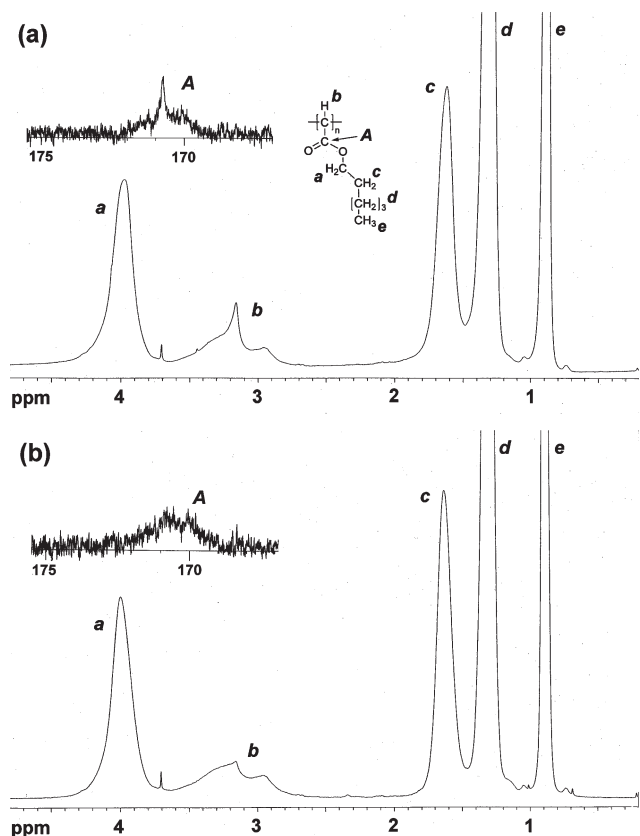 (a)
A
175 170
H b
C
n
C A
O O
a H₂C c
CH₂
[CH₂]₃ d
CH₃ e
a
b
c
d
e
ppm 4 3 2 1
(b)
A
175 170
a
b
c
d
e
ppm 4 3 2 1